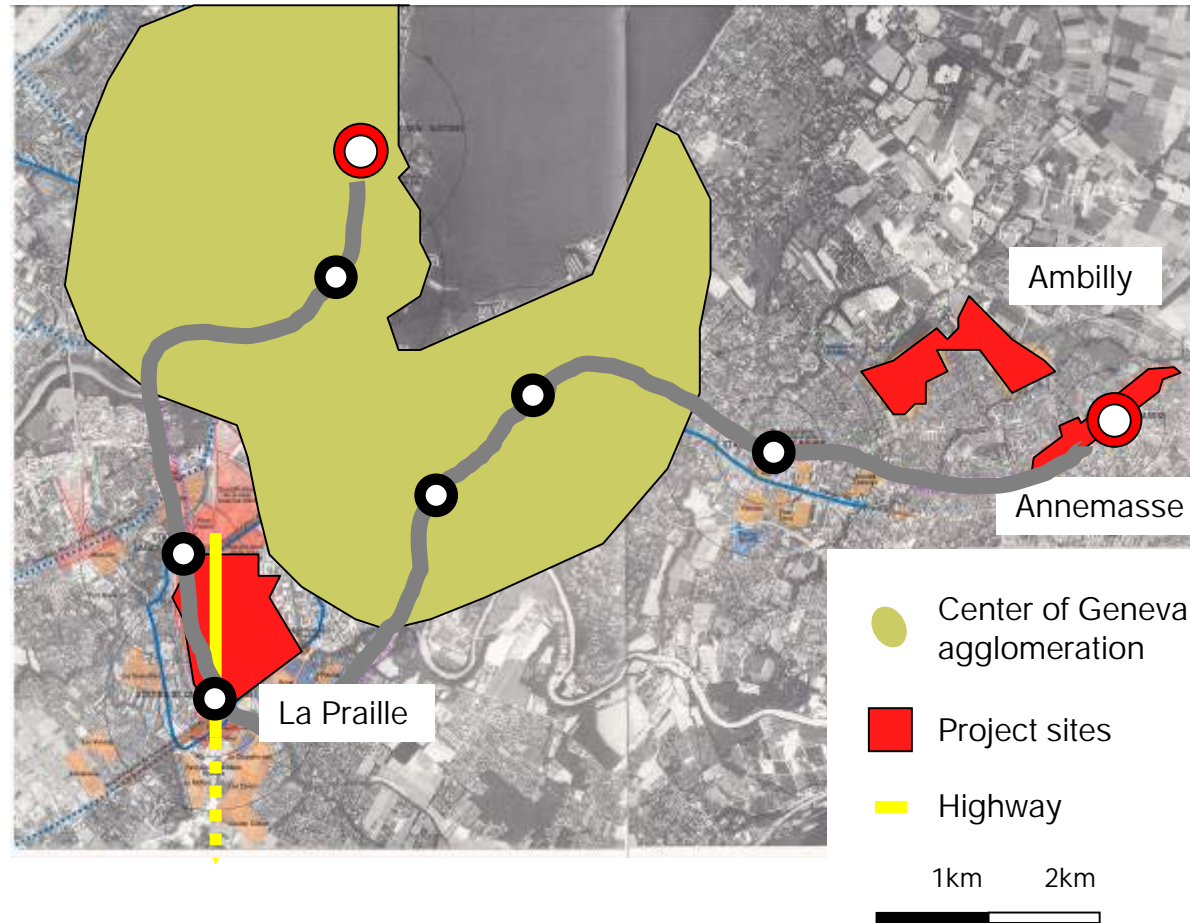 Ambilly
Annemasse
La Praille
Center of Geneva
agglomeration
Project sites
Highway
1km 2km